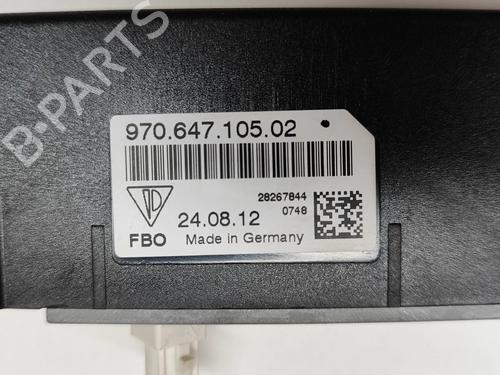 B-PARTS
970.647.105.02
28267844
24.08.12
0748
FBO
Made in Germany